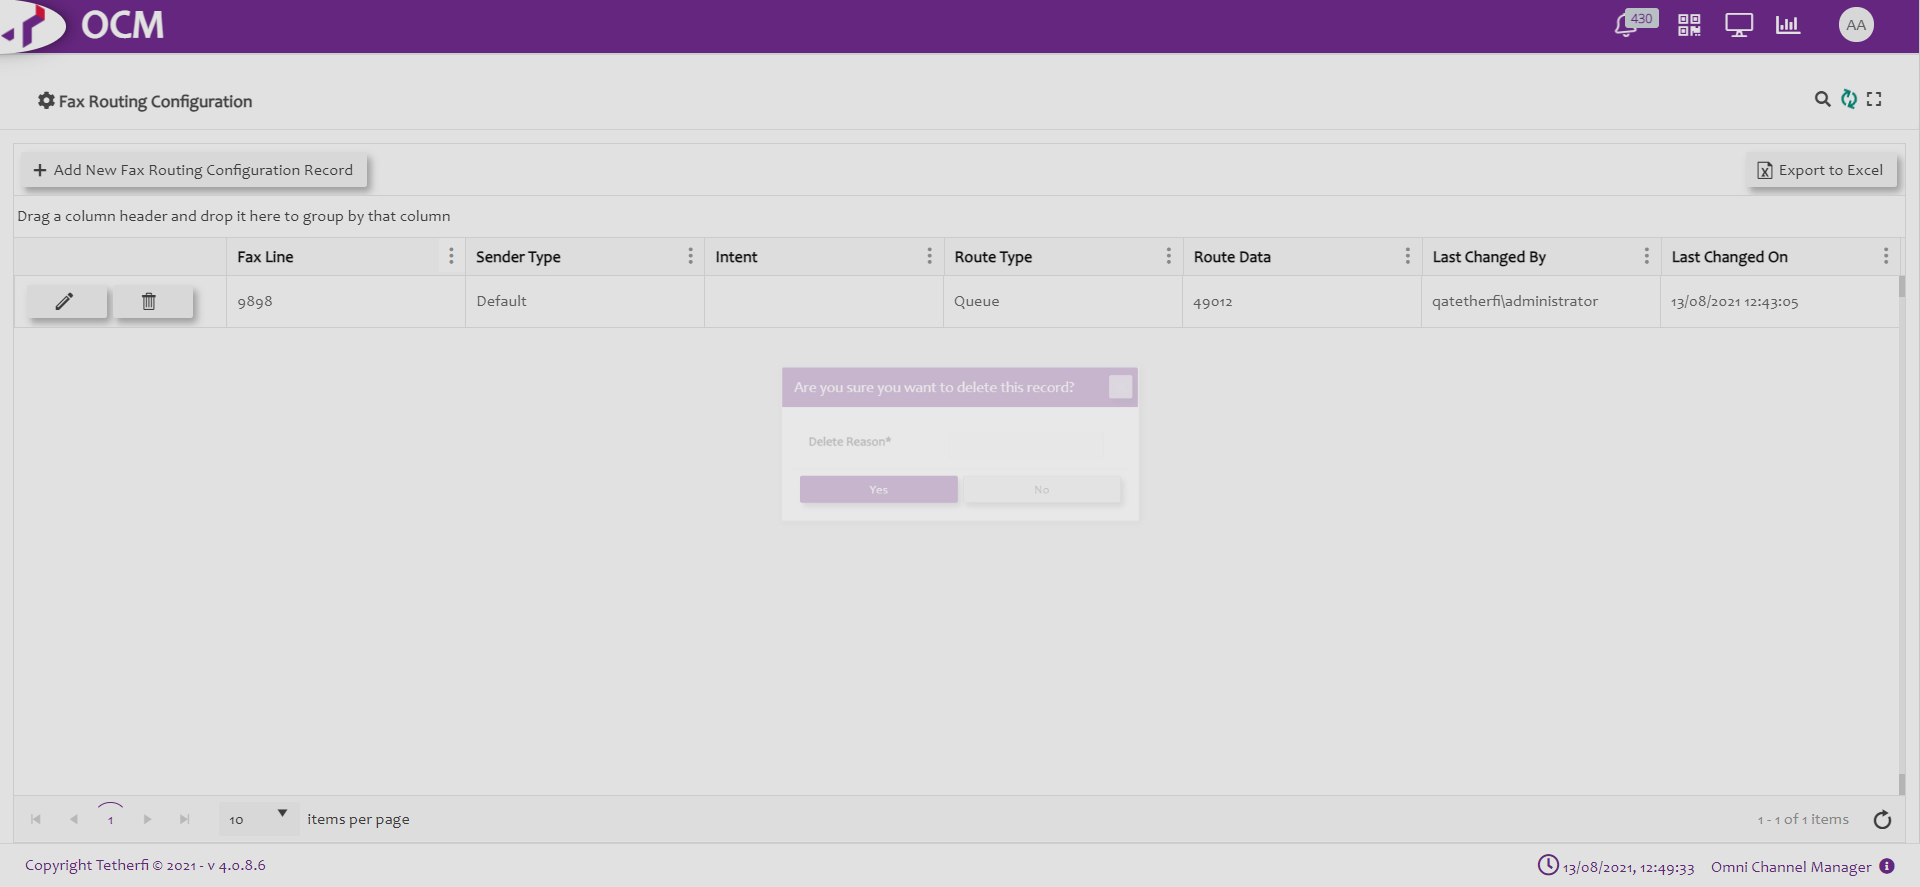 OCM
430
AA
Fax Routing Configuration
+ Add New Fax Routing Configuration Record
Export to Excel
Drag a column header and drop it here to group by that column
Fax Line Sender Type Intent Route Type Route Data Last Changed By Last Changed On
9898 Default Queue 49012 qatetherfi\administrator 13/08/2021 12:43:05
Are you sure you want to delete this record?
Delete Reason*
Yes No
1 10 items per page 1 - 1 of 1 items
Copyright Tetherfi © 2021 - v 4.0.8.6 13/08/2021, 12:49:33 Omni Channel Manager